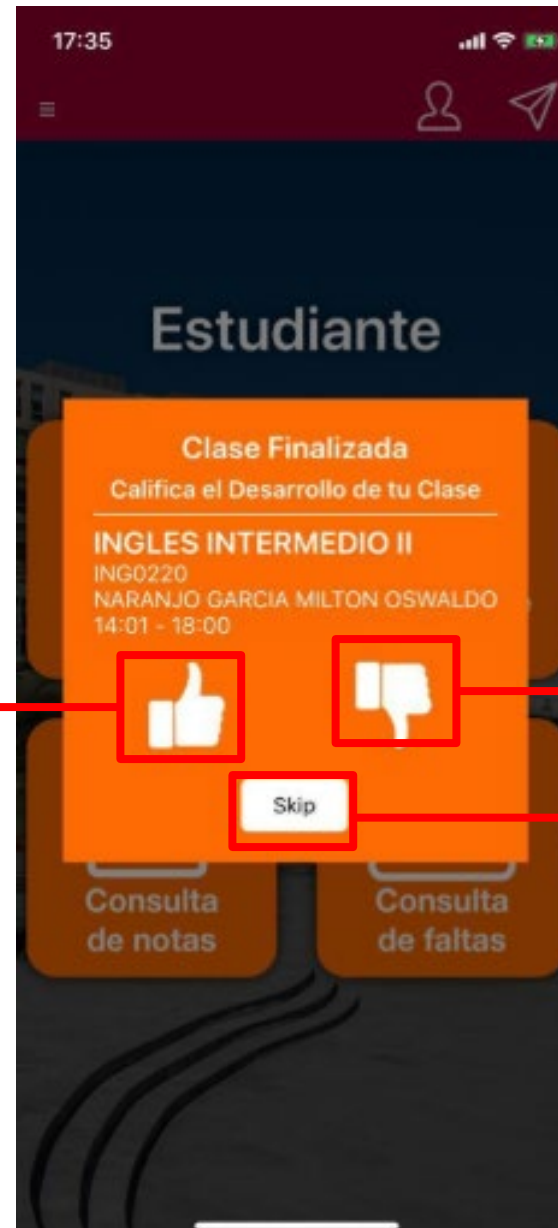 17:35
Estudiante
Clase Finalizada
Califica el Desarrollo de tu Clase
INGLES INTERMEDIO II
ING0220
NARANJO GARCIA MILTON OSWALDO
14:01 - 18:00
Skip
Consulta
de notas
Consulta
de faltas